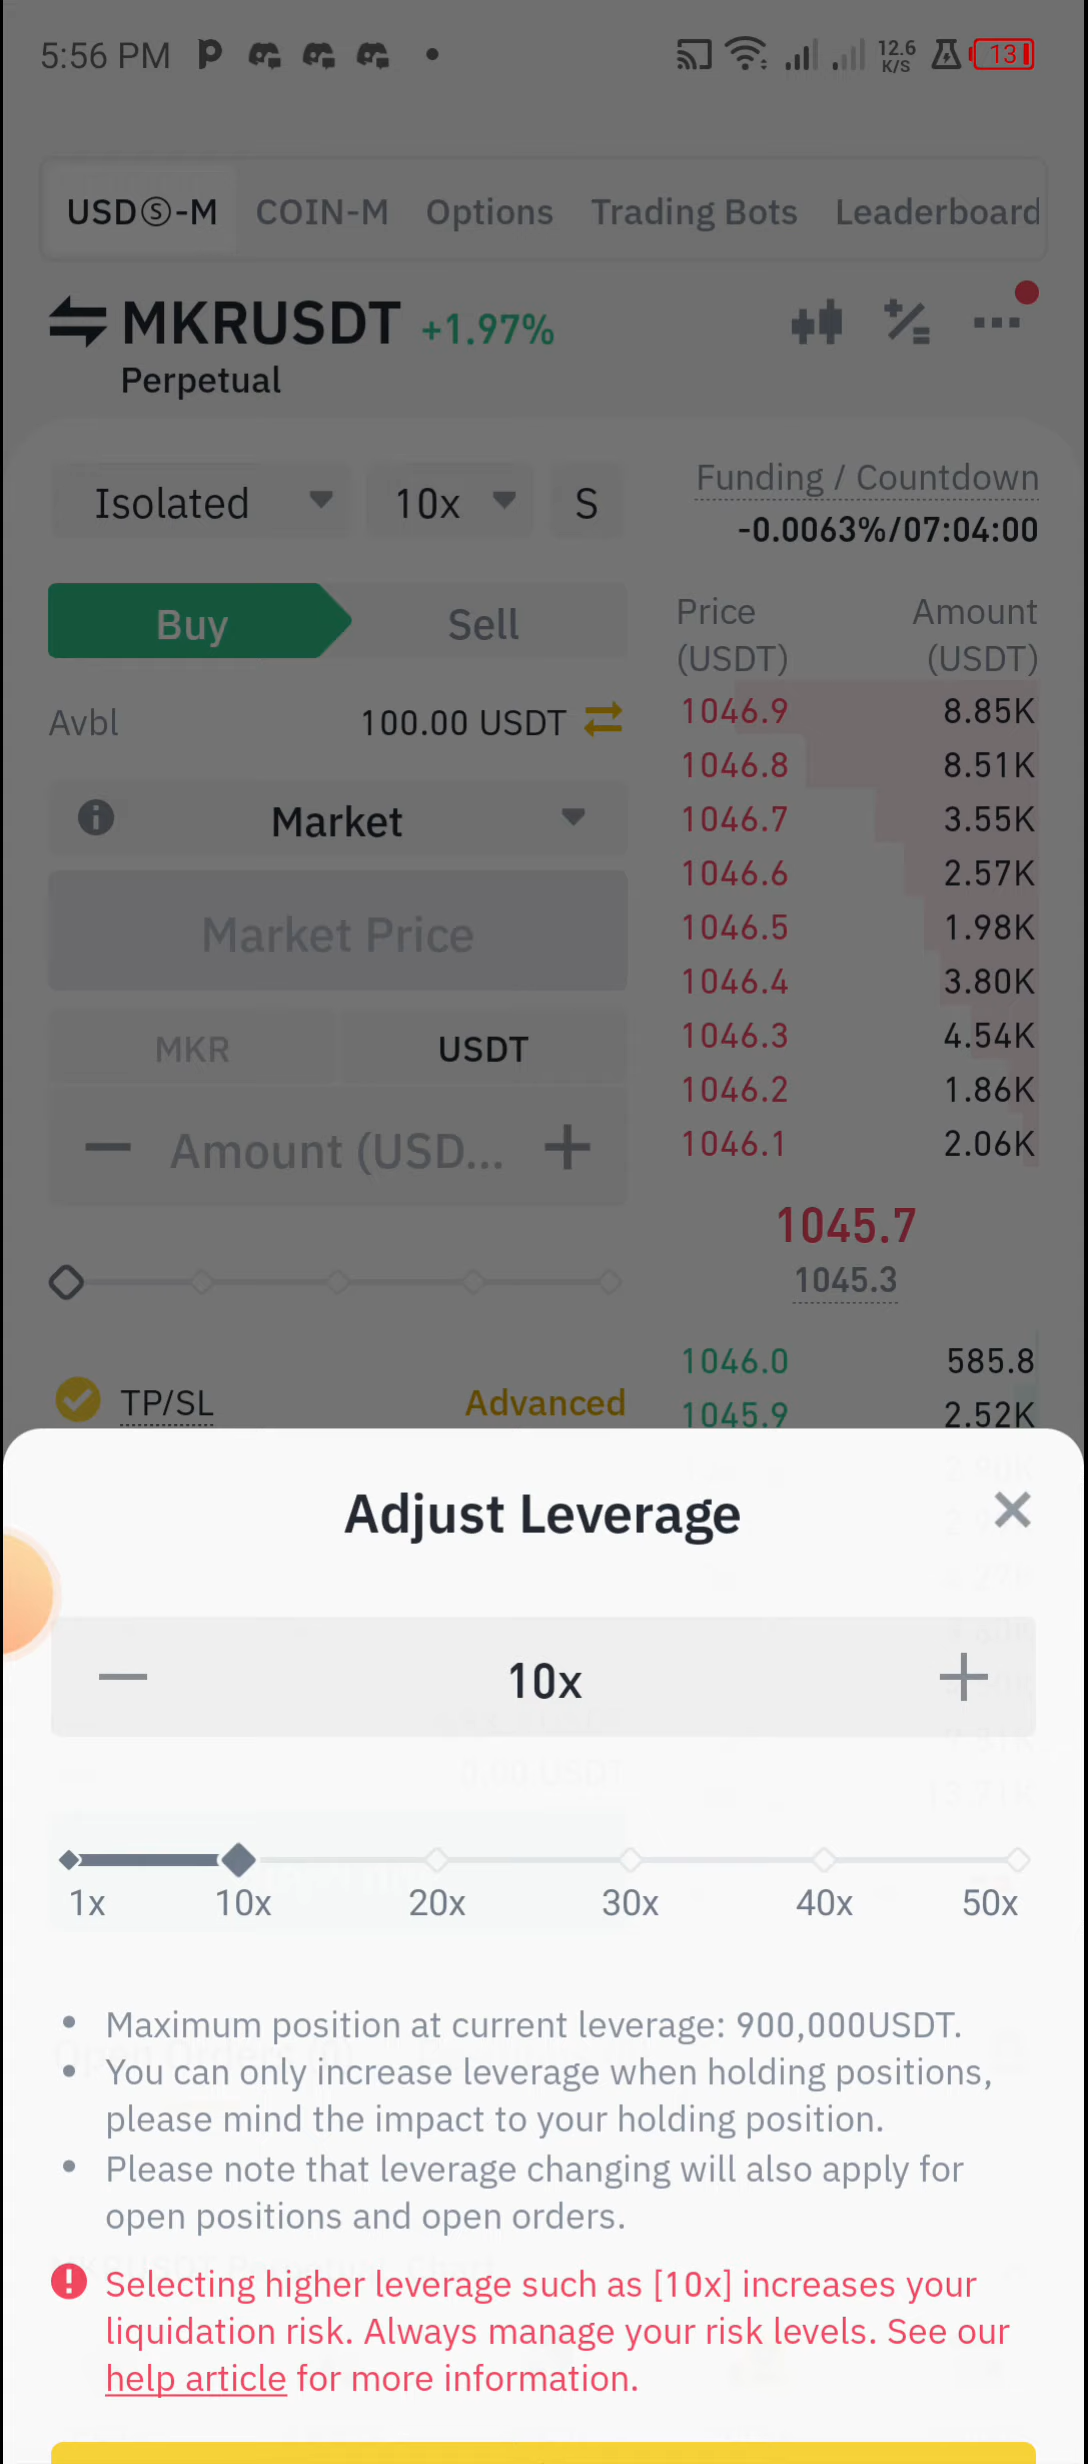 5:56 PM
12.6
K/S
13
USDⓈ-M COIN-M Options Trading Bots Leaderboard
MKRUSDT +1.97%
Perpetual
Isolated 10x S
Funding / Countdown
-0.0063%/07:04:00
Buy Sell
Price Amount
(USDT) (USDT)
Avbl 100.00 USDT
Market
Market Price
MKR USDT
Amount (USD...
1046.9 8.85K
1046.8 8.51K
1046.7 3.55K
1046.6 2.57K
1046.5 1.98K
1046.4 3.80K
1046.3 4.54K
1046.2 1.86K
1046.1 2.06K
1045.7
1045.3
1046.0 585.8
1045.9 2.52K
TP/SL Advanced
Adjust Leverage
10x
1x 10x 20x 30x 40x 50x
• Maximum position at current leverage: 900,000USDT.
• You can only increase leverage when holding positions,
please mind the impact to your holding position.
• Please note that leverage changing will also apply for
open positions and open orders.
Selecting higher leverage such as [10x] increases your
liquidation risk. Always manage your risk levels. See our
help article for more information.